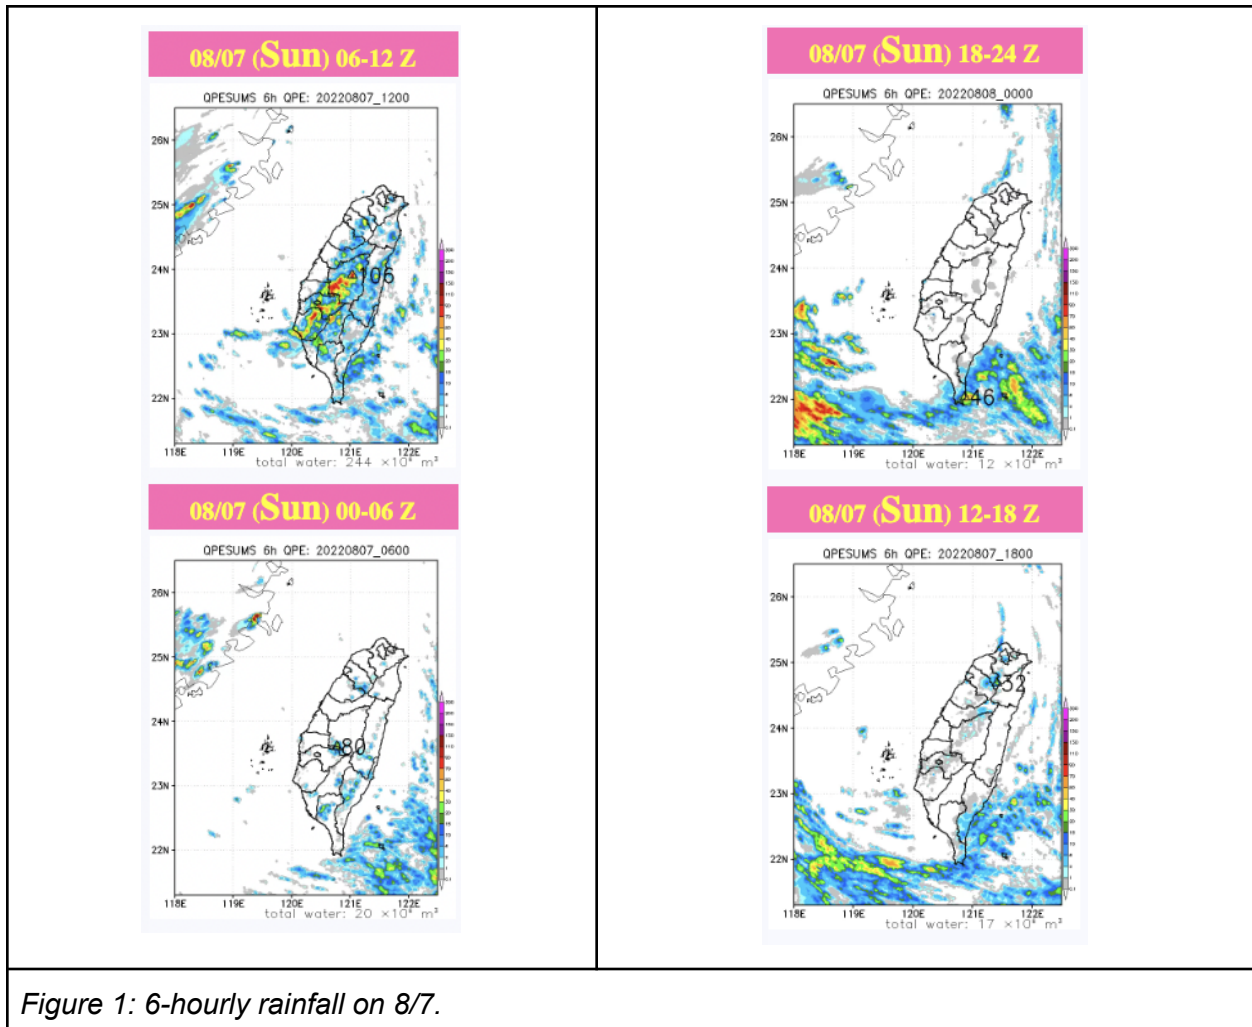 08/07 (Sun) 06-12 Z
QPESUMS 6h QPE: 20220807_1200
26N
25N
24N
23N
22N
106
118E 119E 120E 121E 122E
total water: 244 ×10⁶ m³
08/07 (Sun) 00-06 Z
QPESUMS 6h QPE: 20220807_0600
26N
25N
24N
23N
22N
80
118E 119E 120E 121E 122E
total water: 20 ×10⁶ m³
08/07 (Sun) 18-24 Z
QPESUMS 6h QPE: 20220808_0000
26N
25N
24N
23N
22N
46
118E 119E 120E 121E 122E
total water: 12 ×10⁶ m³
08/07 (Sun) 12-18 Z
QPESUMS 6h QPE: 20220807_1800
26N
25N
24N
23N
22N
32
118E 119E 120E 121E 122E
total water: 17 ×10⁶ m³
Figure 1: 6-hourly rainfall on 8/7.